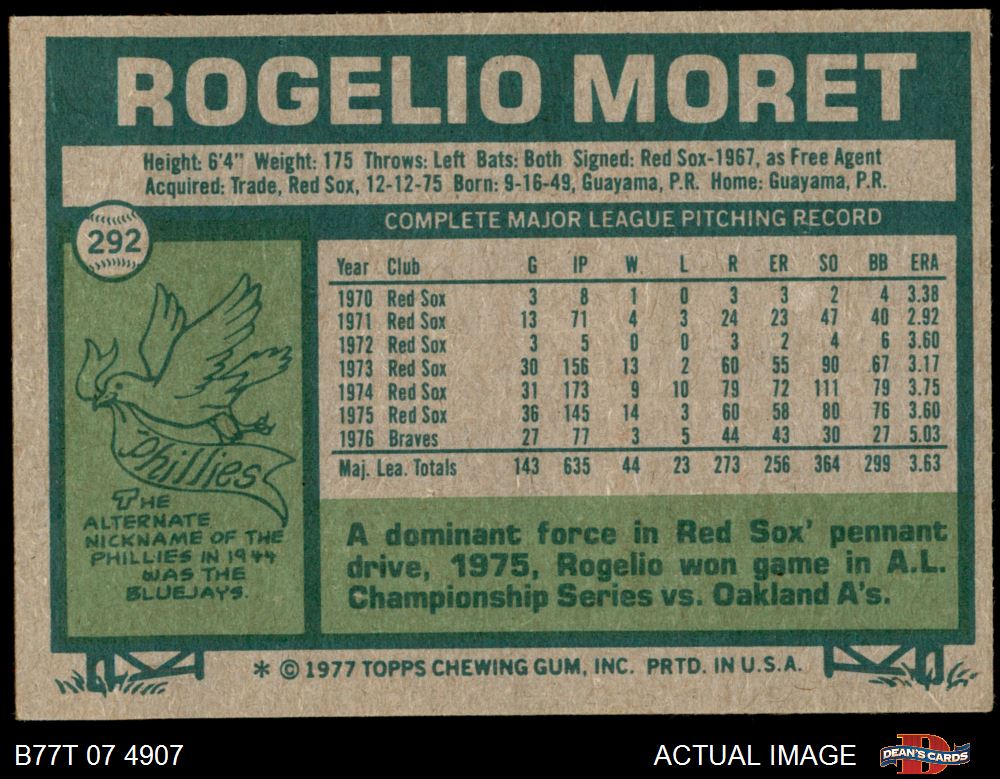 ROGELIO MORET
Height: 6'4" Weight: 175 Throws: Left Bats: Both Signed: Red Sox-1967, as Free Agent
Acquired: Trade, Red Sox, 12-12-75 Born: 9-16-49, Guayama, P.R. Home: Guayama, P.R.
292
COMPLETE MAJOR LEAGUE PITCHING RECORD
Year Club G IP W. L R ER SO BB ERA
1970 Red Sox 3 8 1 0 3 3 2 4 3.38
1971 Red Sox 13 71 4 3 24 23 47 40 2.92
1972 Red Sox 3 5 0 0 3 2 4 6 3.60
1973 Red Sox 30 156 13 2 60 55 90 67 3.17
1974 Red Sox 31 173 9 10 79 72 111 79 3.75
1975 Red Sox 36 145 14 3 60 58 80 76 3.60
1976 Braves 27 77 3 5 44 43 30 27 5.03
Maj. Lea. Totals 143 635 44 23 273 256 364 299 3.63
Phillies
THE
ALTERNATE
NICKNAME OF THE
PHILLIES IN 1944
WAS THE
BLUEJAYS.
A dominant force in Red Sox' pennant
drive, 1975, Rogelio won game in A.L.
Championship Series vs. Oakland A's.
* © 1977 TOPPS CHEWING GUM, INC. PRTD. IN U.S.A.
B77T 07 4907 ACTUAL IMAGE
DEAN'S CARDS